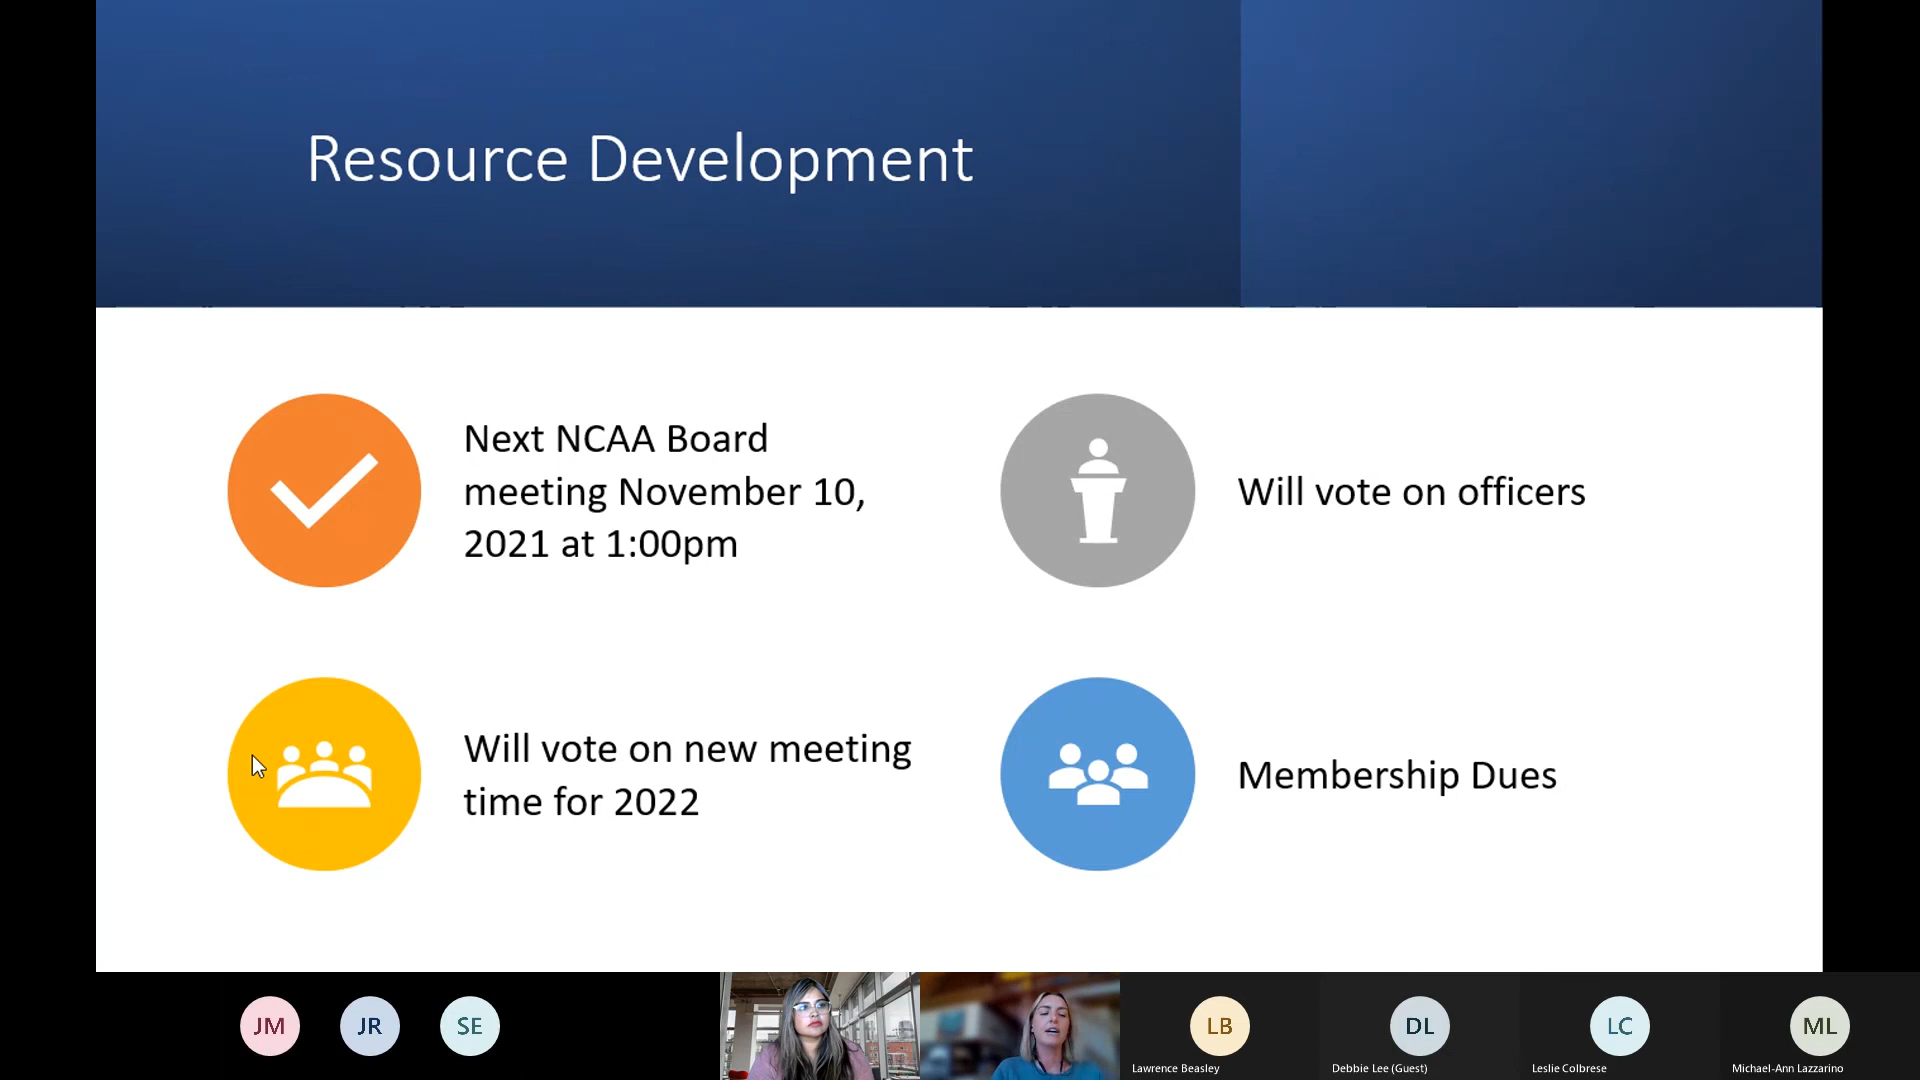 Resource Development
Next NCAA Board
meeting November 10,
2021 at 1:00pm
Will vote on officers
Will vote on new meeting
time for 2022
Membership Dues
JM
JR
SE
LB
DL
LC
ML
Lawrence Beasley
Debbie Lee (Guest)
Leslie Colbrese
Michael-Ann Lazzarino